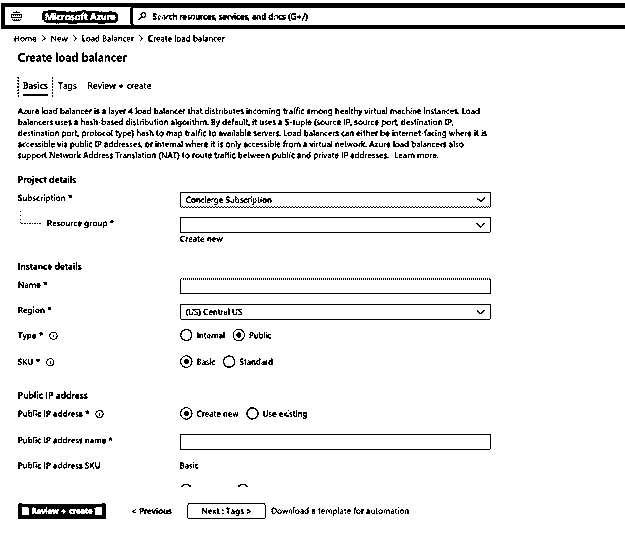 Microsoft Azure
Search resources, services, and docs (G+/)
Home > New > Load Balancer > Create load balancer
Create load balancer
Basics Tags Review + create
Azure load balancer is a layer 4 load balancer that distributes incoming traffic among healthy virtual machine instances. Load
balancers uses a hash-based distribution algorithm. By default, it uses a 5-tuple (source IP, source port, destination IP,
destination port, protocol type) hash to map traffic to available servers. Load balancers can either be internet-facing where it is
accessible via public IP addresses, or internal where it is only accessible from a virtual network. Azure load balancers also
support Network Address Translation (NAT) to route traffic between public and private IP addresses. Learn more.
Project details
Subscription *
Concierge Subscription
Resource group *
Create new
Instance details
Name *
Region *
(US) Central US
Type *
Internal Public
SKU *
Basic Standard
Public IP address
Public IP address *
Create new Use existing
Public IP address name *
Public IP address SKU
Basic
Review + create
< Previous
Next : Tags >
Download a template for automation